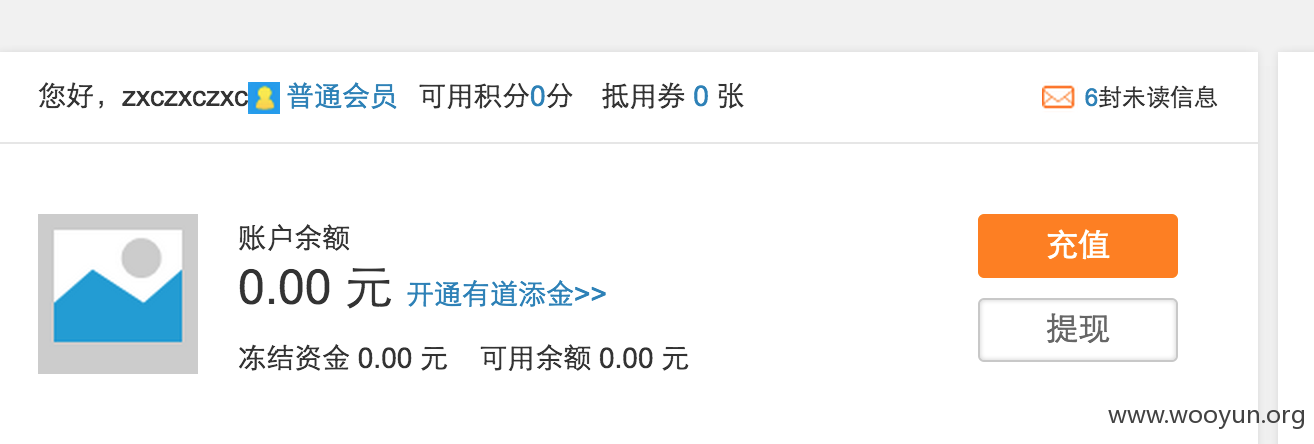 您好，zxczxczxc 普通会员 可用积分0分 抵用券 0 张 6封未读信息
账户余额
0.00 元 开通有道添金>>
充值
提现
冻结资金 0.00 元 可用余额 0.00 元
www.wooyun.org